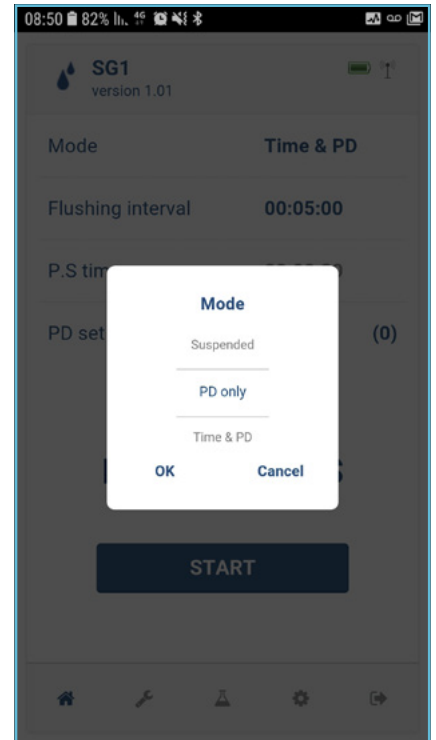 08:50 82% 4G
SG1
version 1.01
Mode Time & PD
Flushing interval 00:05:00
P.S tim
PD set (0)
Mode
Suspended
PD only
Time & PD
OK Cancel
START